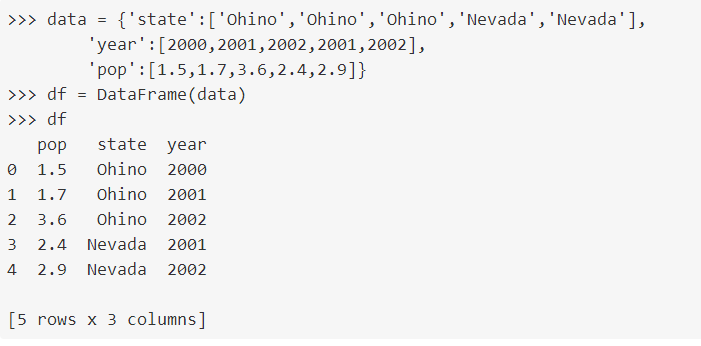 >>> data = {'state':['Ohino','Ohino','Ohino','Nevada','Nevada'],
        'year':[2000,2001,2002,2001,2002],
        'pop':[1.5,1.7,3.6,2.4,2.9]}
>>> df = DataFrame(data)
>>> df
   pop   state  year
0  1.5   Ohino  2000
1  1.7   Ohino  2001
2  3.6   Ohino  2002
3  2.4  Nevada  2001
4  2.9  Nevada  2002
[5 rows x 3 columns]